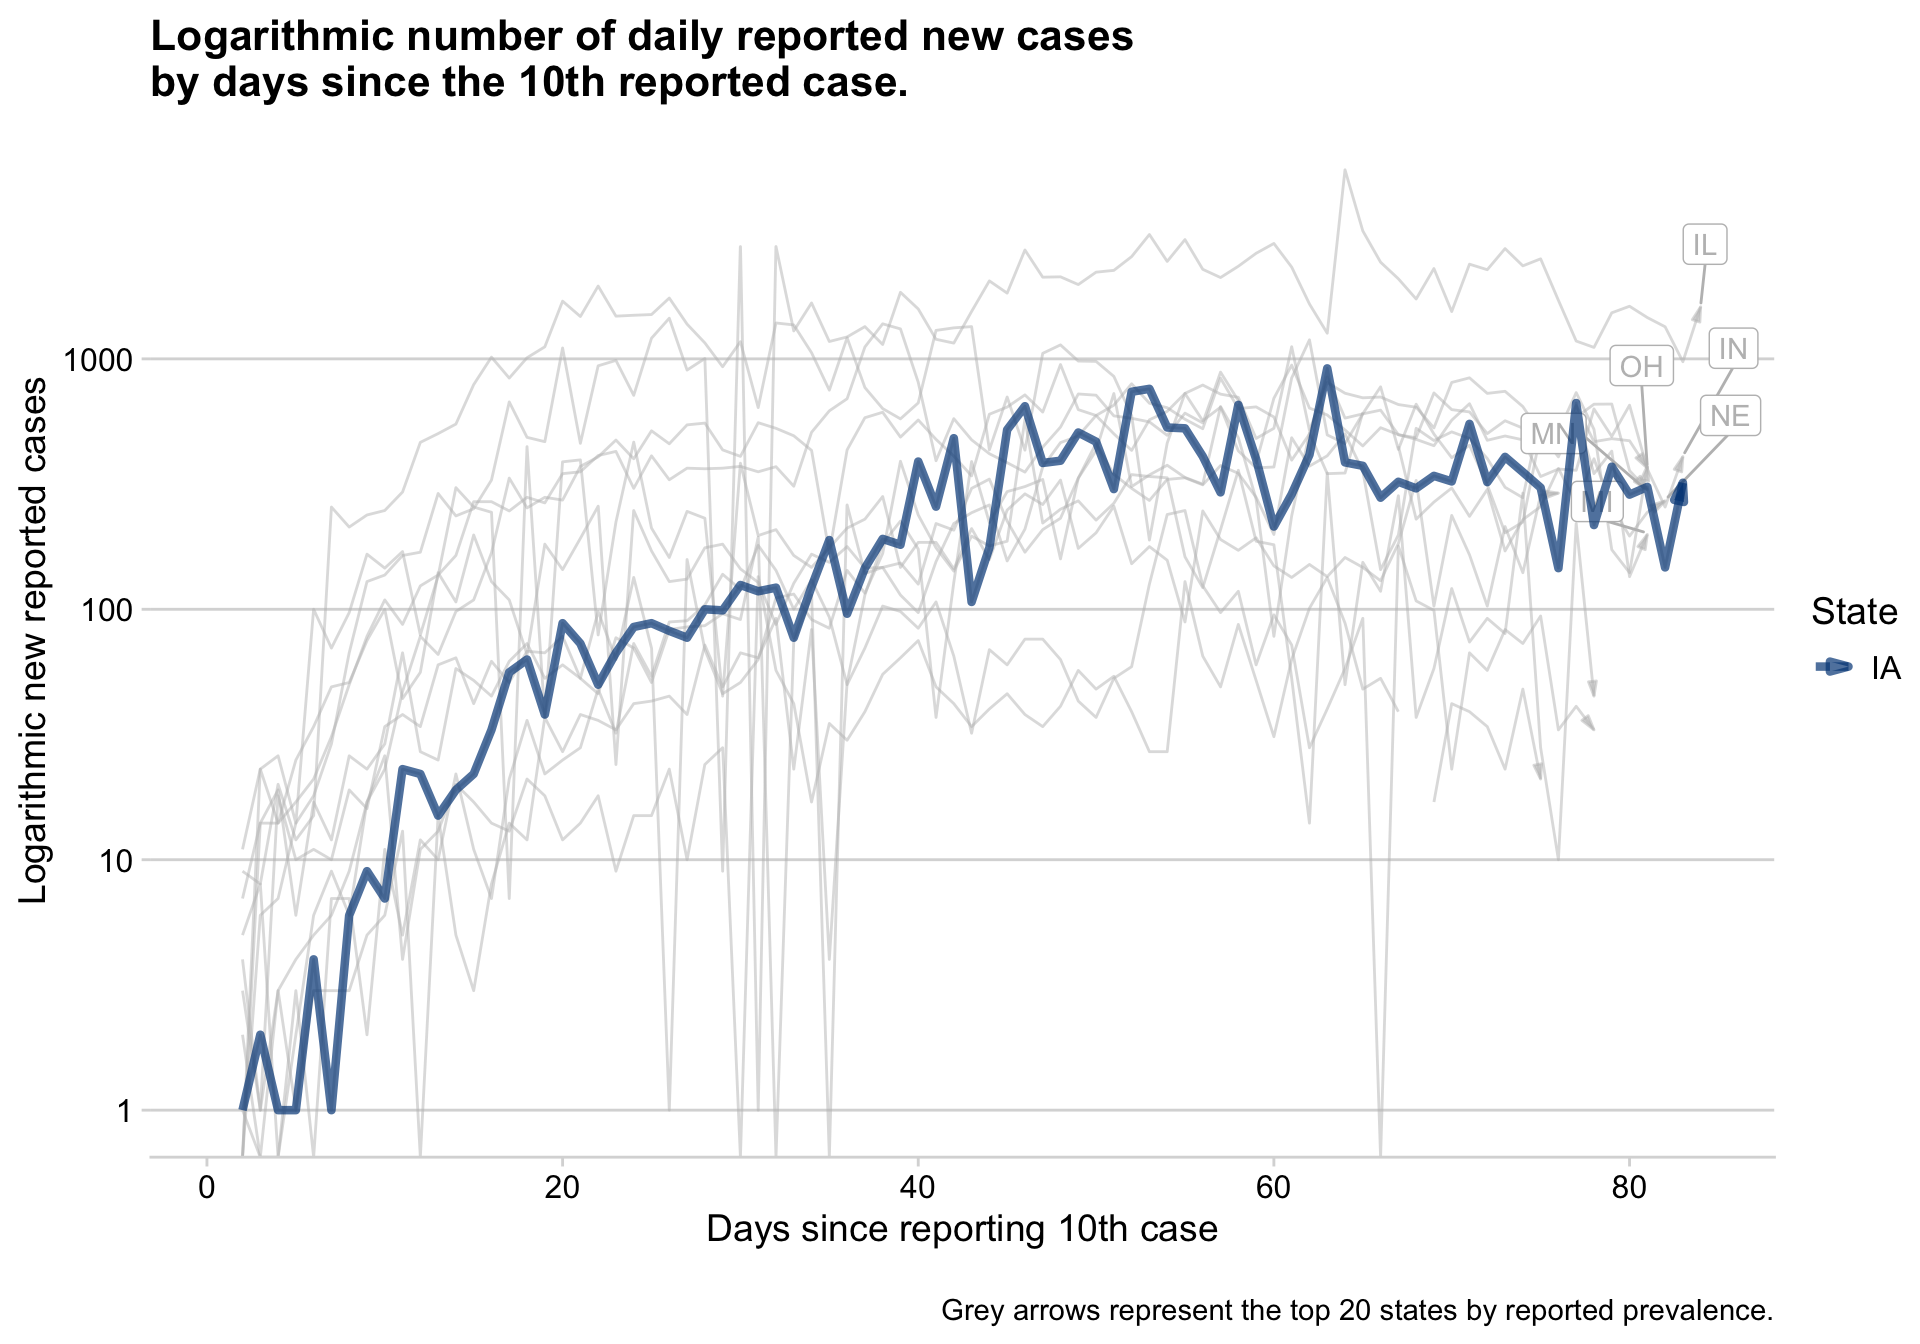 Logarithmic number of daily reported new cases
by days since the 10th reported case.
Logarithmic new reported cases
1000
100
10
1
IL
IN
OH
NE
MN
State
IA
0
20
40
60
80
Days since reporting 10th case
Grey arrows represent the top 20 states by reported prevalence.